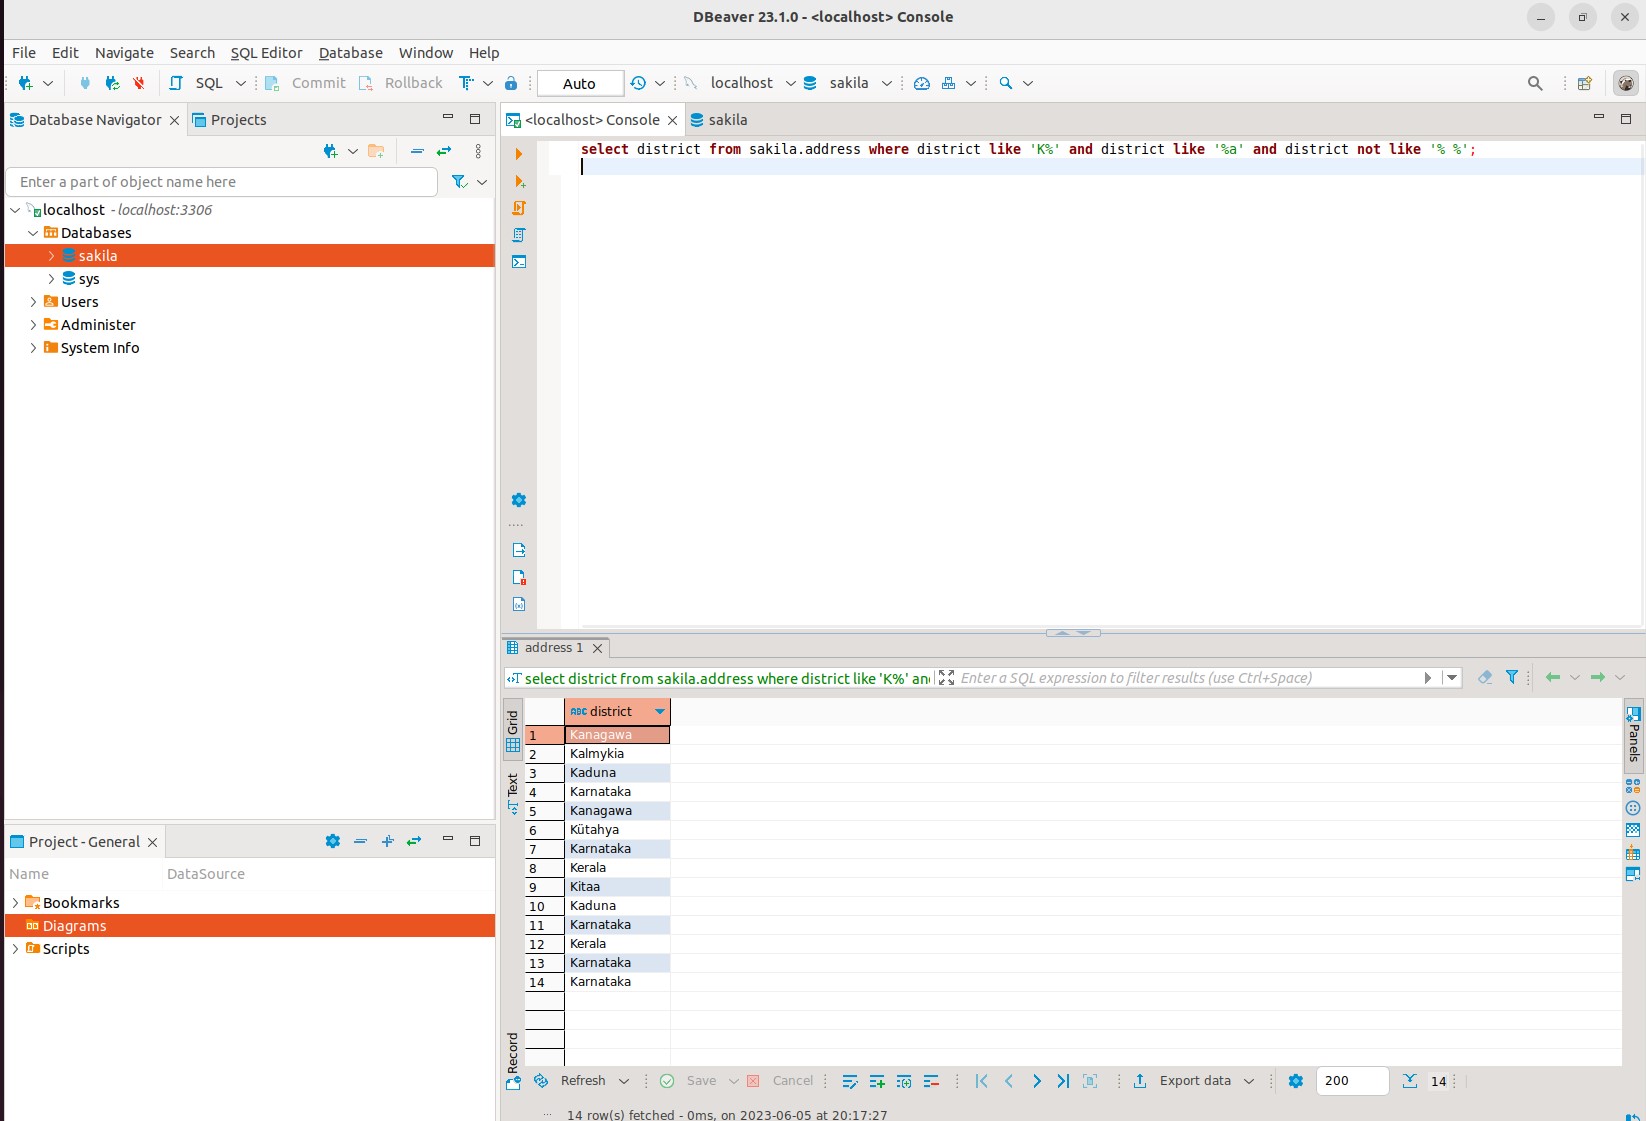 DBeaver 23.1.0 - <localhost> Console
File Edit Navigate Search SQL Editor Database Window Help
SQL Commit Rollback Auto localhost sakila
Database Navigator Projects
Enter a part of object name here
localhost - localhost:3306
Databases
sakila
sys
Users
Administer
System Info
Project - General
Name DataSource
Bookmarks
Diagrams
Scripts
<localhost> Console sakila
select district from sakila.address where district like 'K%' and district like '%a' and district not like '% %';
address 1
select district from sakila.address where district like 'K%' an Enter a SQL expression to filter results (use Ctrl+Space)
Grid
Text
Record
ABC district
1 Kanagawa
2 Kalmykia
3 Kaduna
4 Karnataka
5 Kanagawa
6 Kütahya
7 Karnataka
8 Kerala
9 Kitaa
10 Kaduna
11 Karnataka
12 Kerala
13 Karnataka
14 Karnataka
Panels
Refresh Save Cancel Export data 200 14
14 row(s) fetched - 0ms, on 2023-06-05 at 20:17:27